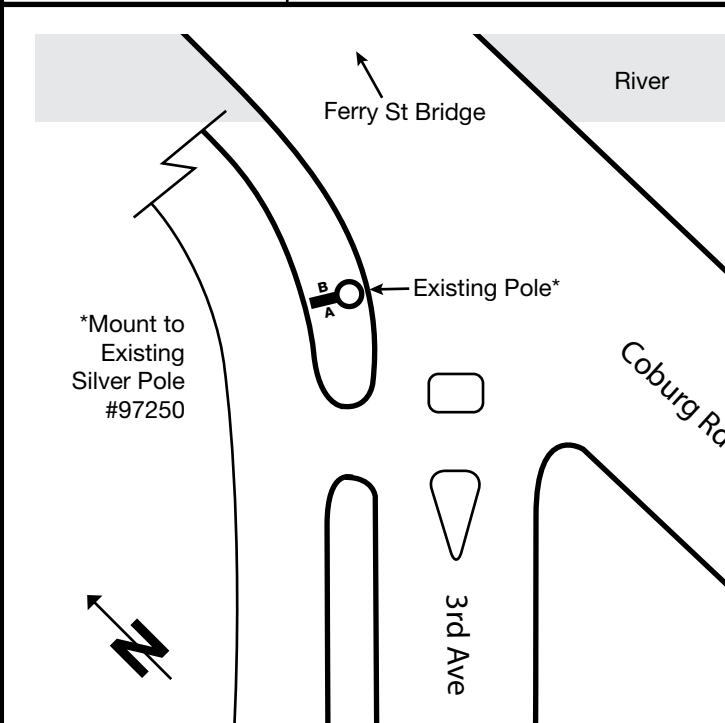 River
Ferry St Bridge
B
A
Existing Pole*
*Mount to
Existing
Silver Pole
#97250
Coburg Rd
3rd Ave
N